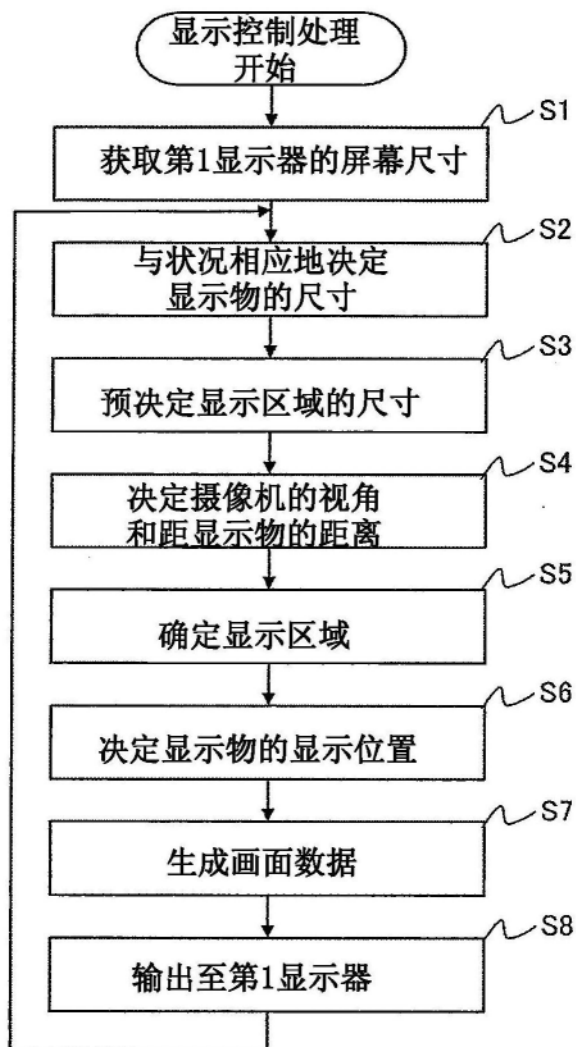 显示控制处理
开始
S1
获取第1显示器的屏幕尺寸
S2
与状况相应地决定
显示物的尺寸
S3
预决定显示区域的尺寸
S4
决定摄像机的视角
和距显示物的距离
S5
确定显示区域
S6
决定显示物的显示位置
S7
生成画面数据
S8
输出至第1显示器